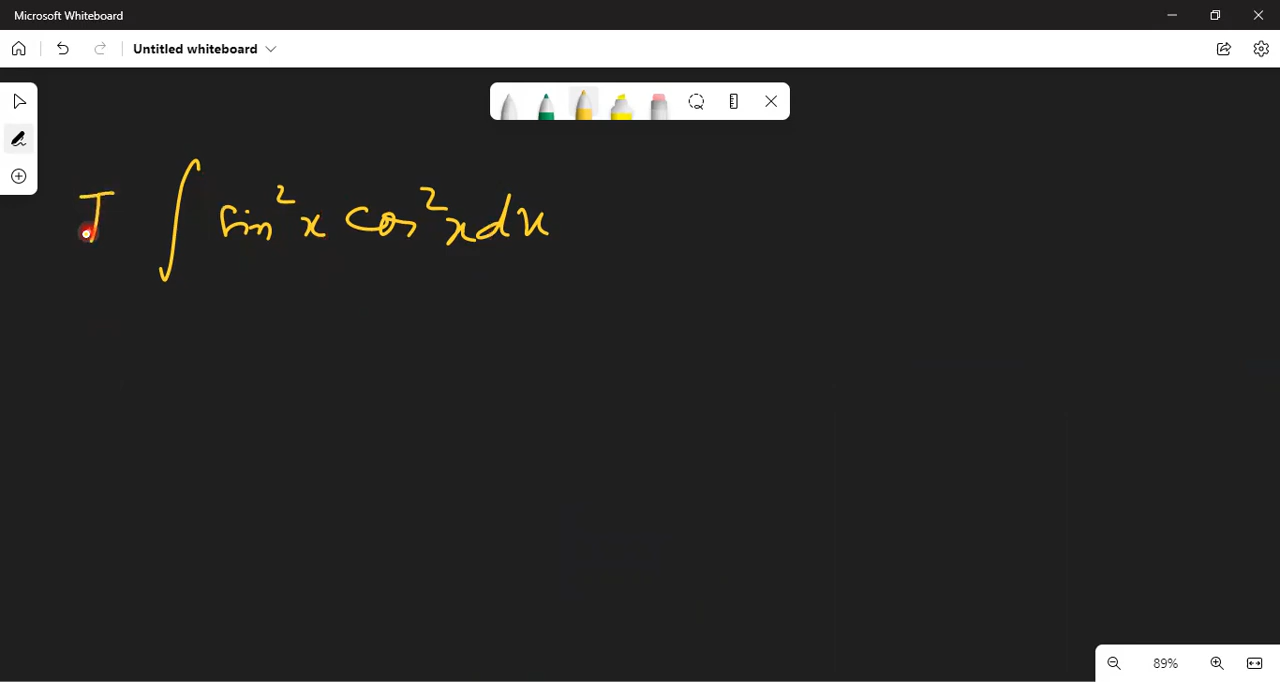 Microsoft Whiteboard
Untitled whiteboard
I ∫ sin²x cos²x dx
89%